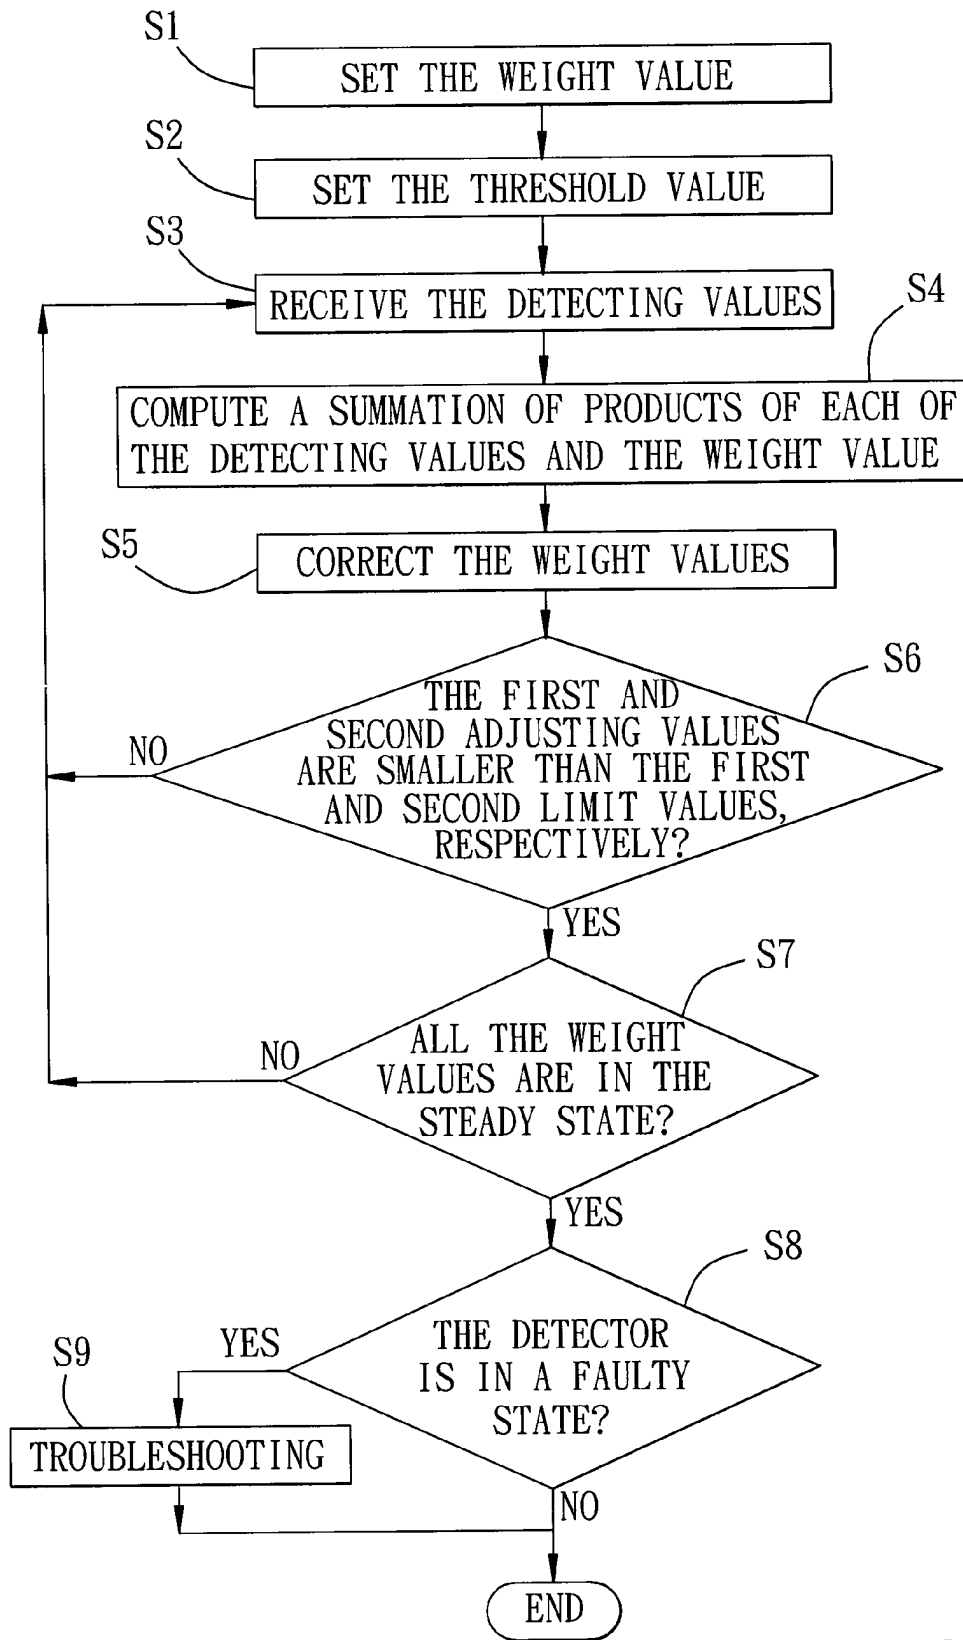 S1
SET THE WEIGHT VALUE
S2
SET THE THRESHOLD VALUE
S3
RECEIVE THE DETECTING VALUES
S4
COMPUTE A SUMMATION OF PRODUCTS OF EACH OF
THE DETECTING VALUES AND THE WEIGHT VALUE
S5
CORRECT THE WEIGHT VALUES
S6
THE FIRST AND
SECOND ADJUSTING VALUES
ARE SMALLER THAN THE FIRST
AND SECOND LIMIT VALUES,
RESPECTIVELY?
NO
YES
S7
ALL THE WEIGHT
VALUES ARE IN THE
STEADY STATE?
NO
YES
S8
THE DETECTOR
IS IN A FAULTY
STATE?
YES
S9
TROUBLESHOOTING
NO
END